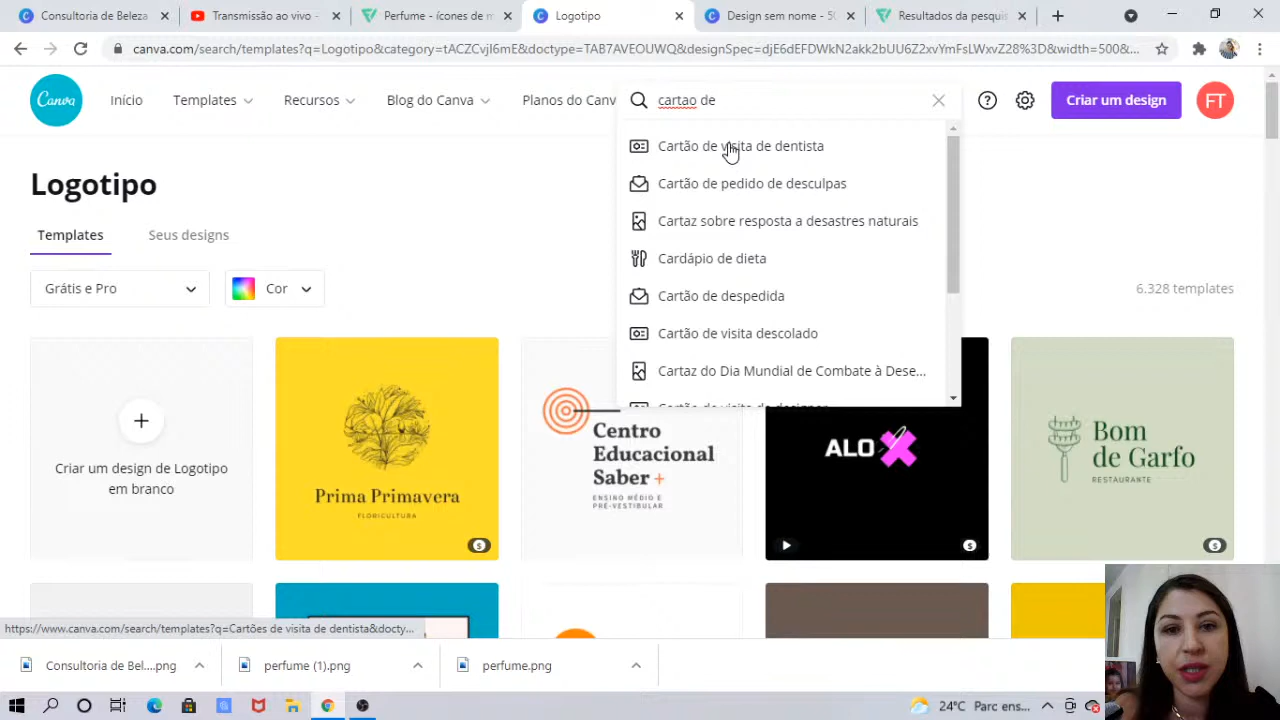 Consultoria de Beleza
Transmissão ao vivo
Perfume – ícones de m
Logotipo
Design sem nome – 50
Resultados da pesquis
canva.com/search/templates?q=Logotipo&category=tACZCvjI6mE&doctype=TAB7AVEOUWQ&designSpec=djE6dEFDWkN2akk2bUU6Z2xvYmFsLWxvZ28%3D&width=500&...
Canva
Início
Templates
Recursos
Blog do Canva
Planos do Canv
cartao de
Criar um design
FT
Cartão de visita de dentista
Cartão de pedido de desculpas
Cartaz sobre resposta a desastres naturais
Cardápio de dieta
Cartão de despedida
Cartão de visita descolado
Cartaz do Dia Mundial de Combate à Dese...
Cartão de visita de designer
Logotipo
Templates
Seus designs
Grátis e Pro
Cor
6.328 templates
Criar um design de Logotipo
em branco
Prima Primavera
FLORICULTURA
Centro
Educacional
Saber +
ENSINO MÉDIO E
PRÉ-VESTIBULAR
ALO
Bom
de Garfo
RESTAURANTE
https://www.canva.com/search/templates?q=Cartões de visita de dentista&docty...
Consultoria de Bel....png
perfume (1).png
perfume.png
24°C Parc ens...